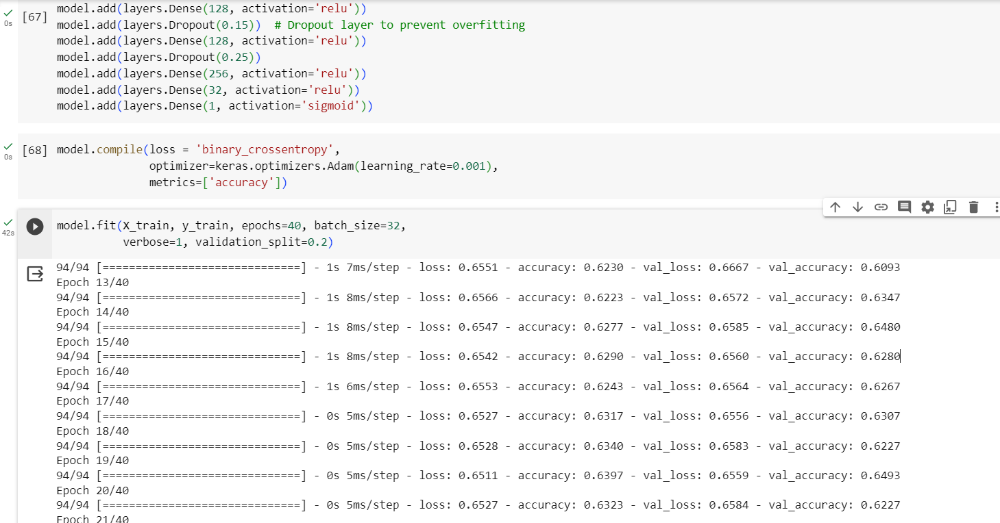 model.add(layers.Dense(128, activation='relu'))
[67]
0s
model.add(layers.Dropout(0.15))  # Dropout layer to prevent overfitting
model.add(layers.Dense(128, activation='relu'))
model.add(layers.Dropout(0.25))
model.add(layers.Dense(256, activation='relu'))
model.add(layers.Dense(32, activation='relu'))
model.add(layers.Dense(1, activation='sigmoid'))
[68] model.compile(loss = 'binary_crossentropy',
0s
optimizer=keras.optimizers.Adam(learning_rate=0.001),
metrics=['accuracy'])
model.fit(X_train, y_train, epochs=40, batch_size=32,
42s
verbose=1, validation_split=0.2)
94/94 [==============================] - 1s 7ms/step - loss: 0.6551 - accuracy: 0.6230 - val_loss: 0.6667 - val_accuracy: 0.6093
Epoch 13/40
94/94 [==============================] - 1s 8ms/step - loss: 0.6566 - accuracy: 0.6223 - val_loss: 0.6572 - val_accuracy: 0.6347
Epoch 14/40
94/94 [==============================] - 1s 8ms/step - loss: 0.6547 - accuracy: 0.6277 - val_loss: 0.6585 - val_accuracy: 0.6480
Epoch 15/40
94/94 [==============================] - 1s 8ms/step - loss: 0.6542 - accuracy: 0.6290 - val_loss: 0.6560 - val_accuracy: 0.6280
Epoch 16/40
94/94 [==============================] - 1s 6ms/step - loss: 0.6553 - accuracy: 0.6243 - val_loss: 0.6564 - val_accuracy: 0.6267
Epoch 17/40
94/94 [==============================] - 0s 5ms/step - loss: 0.6527 - accuracy: 0.6317 - val_loss: 0.6556 - val_accuracy: 0.6307
Epoch 18/40
94/94 [==============================] - 0s 5ms/step - loss: 0.6528 - accuracy: 0.6340 - val_loss: 0.6583 - val_accuracy: 0.6227
Epoch 19/40
94/94 [==============================] - 0s 5ms/step - loss: 0.6511 - accuracy: 0.6397 - val_loss: 0.6559 - val_accuracy: 0.6493
Epoch 20/40
94/94 [==============================] - 0s 5ms/step - loss: 0.6527 - accuracy: 0.6323 - val_loss: 0.6584 - val_accuracy: 0.6227
Epoch 21/40